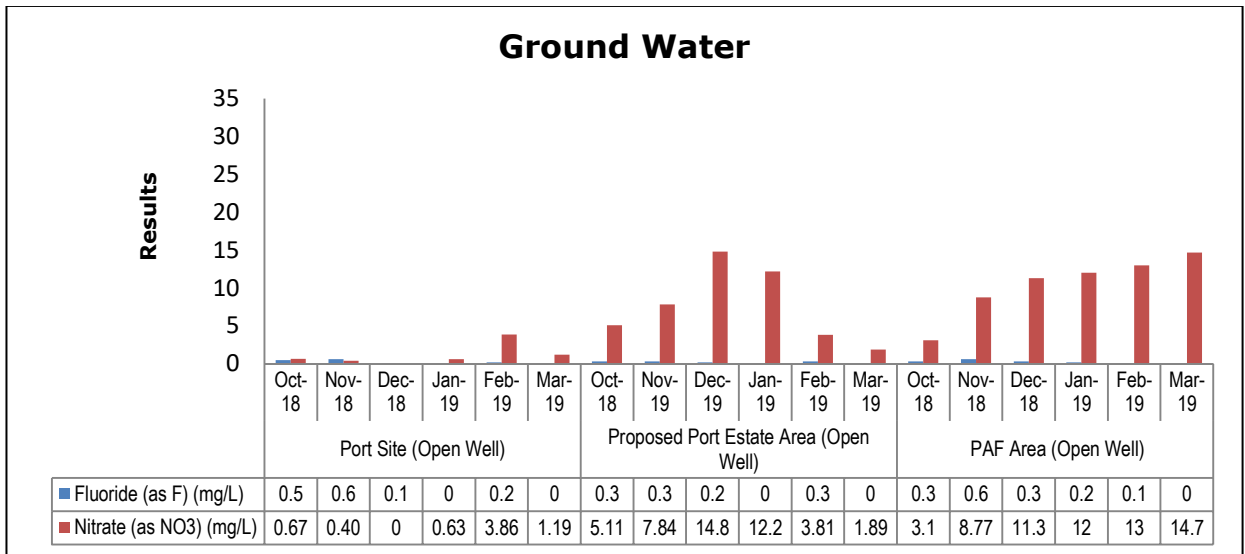 Ground Water
35
30
25
20
15
10
5
0
Results
Oct- Nov- Dec- Jan- Feb- Mar- Oct- Nov- Dec- Jan- Feb- Mar- Oct- Nov- Dec- Jan- Feb- Mar-
18 18 18 19 19 19 18 19 19 19 19 19 18 18 18 19 19 19
Port Site (Open Well) Proposed Port Estate Area (Open PAF Area (Open Well)
Well)
Fluoride (as F) (mg/L) 0.5 0.6 0.1 0 0.2 0 0.3 0.3 0.2 0 0.3 0 0.3 0.6 0.3 0.2 0.1 0
Nitrate (as NO3) (mg/L) 0.67 0.40 0 0.63 3.86 1.19 5.11 7.84 14.8 12.2 3.81 1.89 3.1 8.77 11.3 12 13 14.7